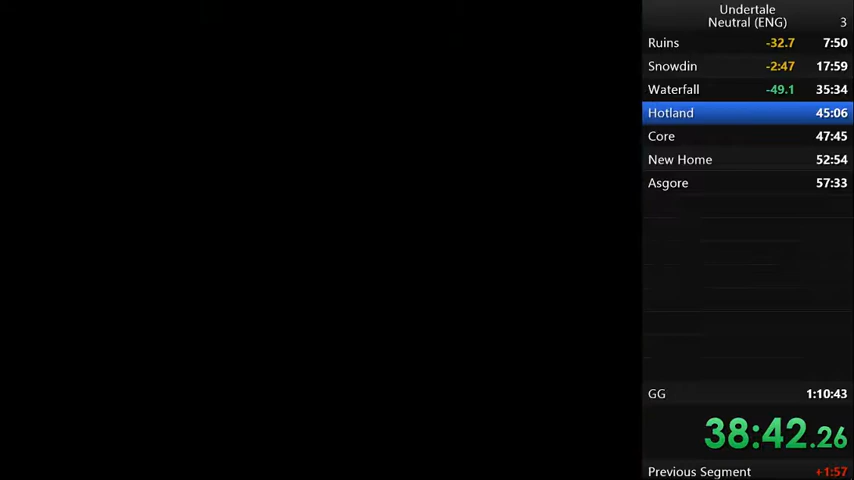 Undertale
Neutral (ENG) 3
Ruins -32.7 7:50
Snowdin -2:47 17:59
Waterfall -49.1 35:34
Hotland 45:06
Core 47:45
New Home 52:54
Asgore 57:33
GG 1:10:43
38:42.26
Previous Segment +1:57